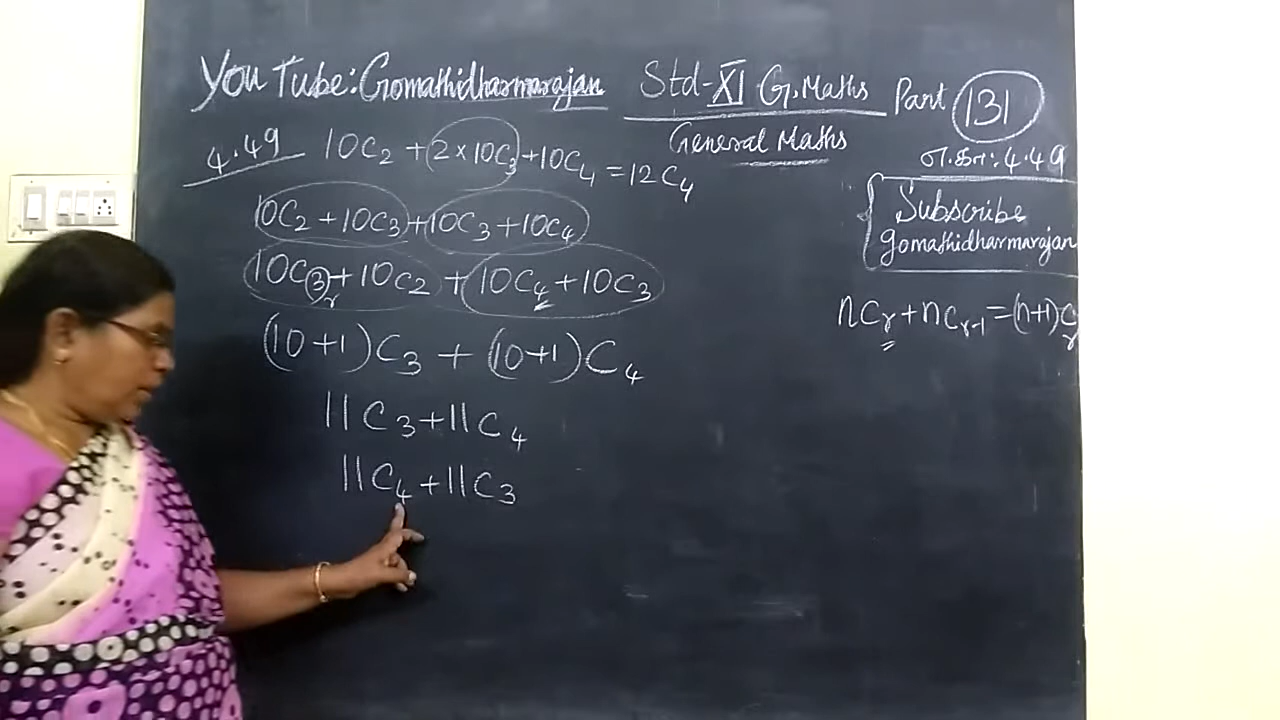 YouTube: Gomathidharmarajan Std-XI G.Maths Part 131
General Maths
எ.கா: 4.49
4.49 10C₂ + (2×10C₃) + 10C₄ = 12C₄
10C₂ + 10C₃ + 10C₃ + 10C₄
10C₃ + 10C₂ + 10C₄ + 10C₃
r
(10+1)C₃ + (10+1)C₄
11C₃ + 11C₄
11C₄ + 11C₃
Subscribe
gomathidharmarajan
nCᵣ + nCᵣ₋₁ = (n+1)Cᵣ